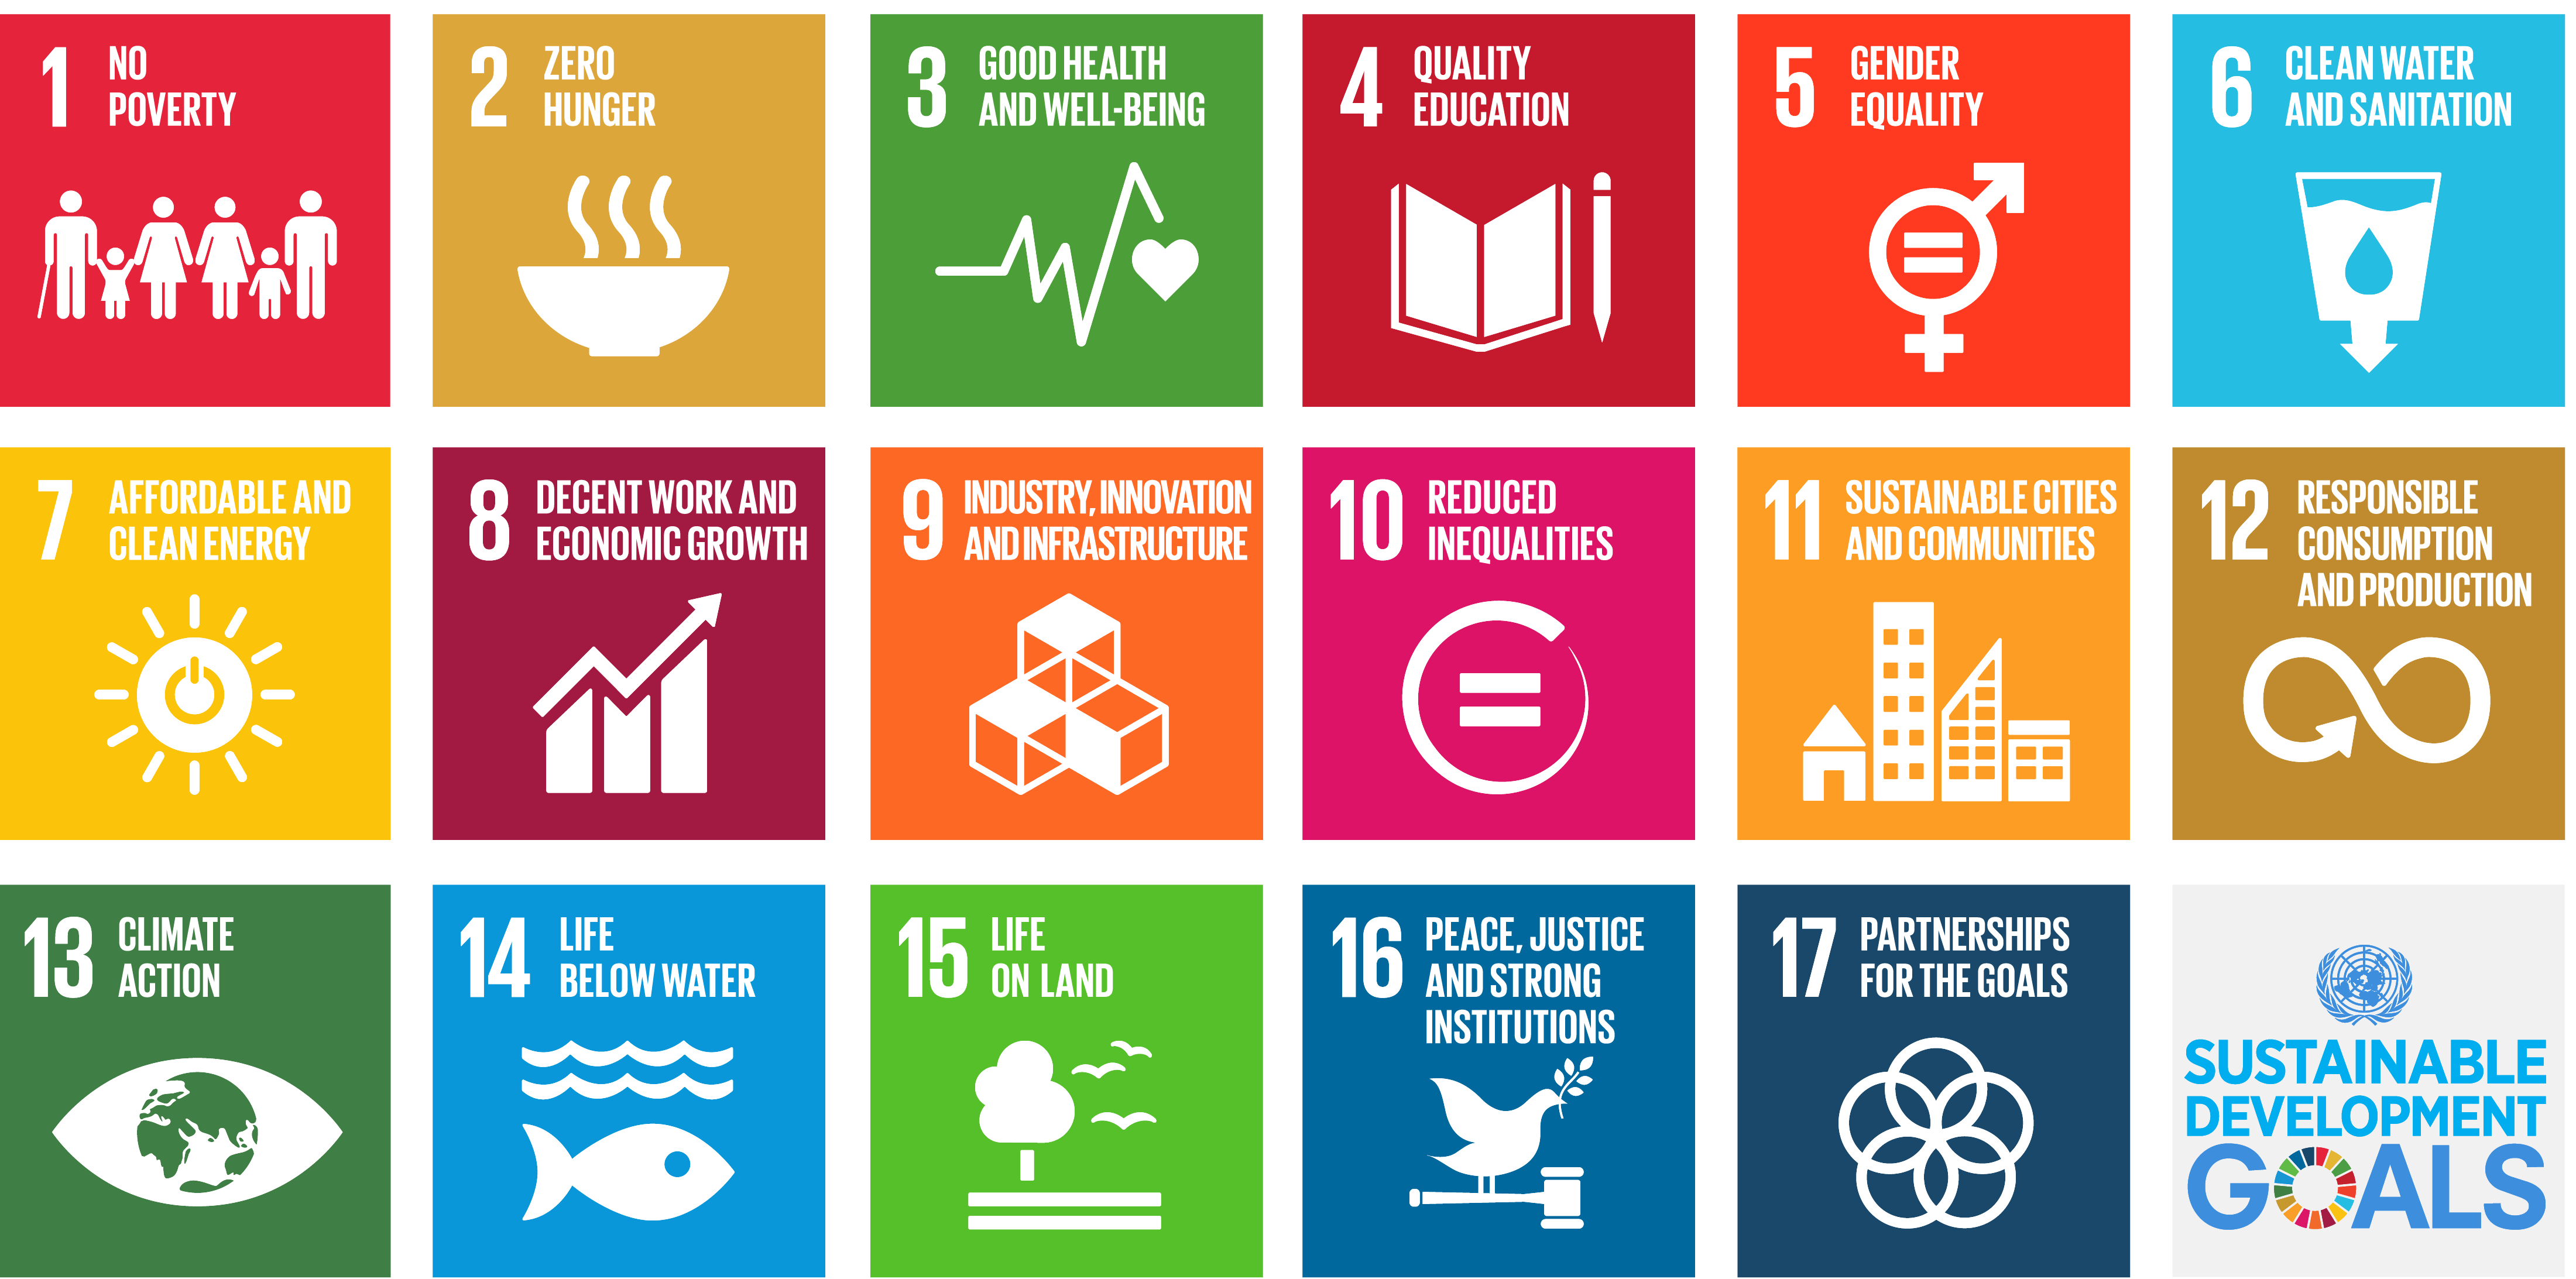 1 NO
POVERTY
2 ZERO
HUNGER
3 GOOD HEALTH
AND WELL-BEING
4 QUALITY
EDUCATION
5 GENDER
EQUALITY
6 CLEAN WATER
AND SANITATION
7 AFFORDABLE AND
CLEAN ENERGY
8 DECENT WORK AND
ECONOMIC GROWTH
9 INDUSTRY, INNOVATION
AND INFRASTRUCTURE
10 REDUCED
INEQUALITIES
11 SUSTAINABLE CITIES
AND COMMUNITIES
12 RESPONSIBLE
CONSUMPTION
AND PRODUCTION
13 CLIMATE
ACTION
14 LIFE
BELOW WATER
15 LIFE
ON LAND
16 PEACE, JUSTICE
AND STRONG
INSTITUTIONS
17 PARTNERSHIPS
FOR THE GOALS
SUSTAINABLE
DEVELOPMENT
GOALS